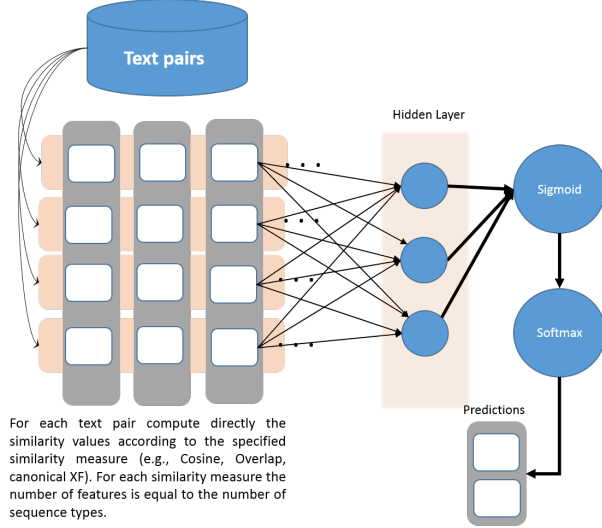 Text pairs
Hidden Layer
Sigmoid
Softmax
Predictions
For each text pair compute directly the
similarity values according to the specified
similarity measure (e.g., Cosine, Overlap,
canonical XF). For each similarity measure the
number of features is equal to the number of
sequence types.